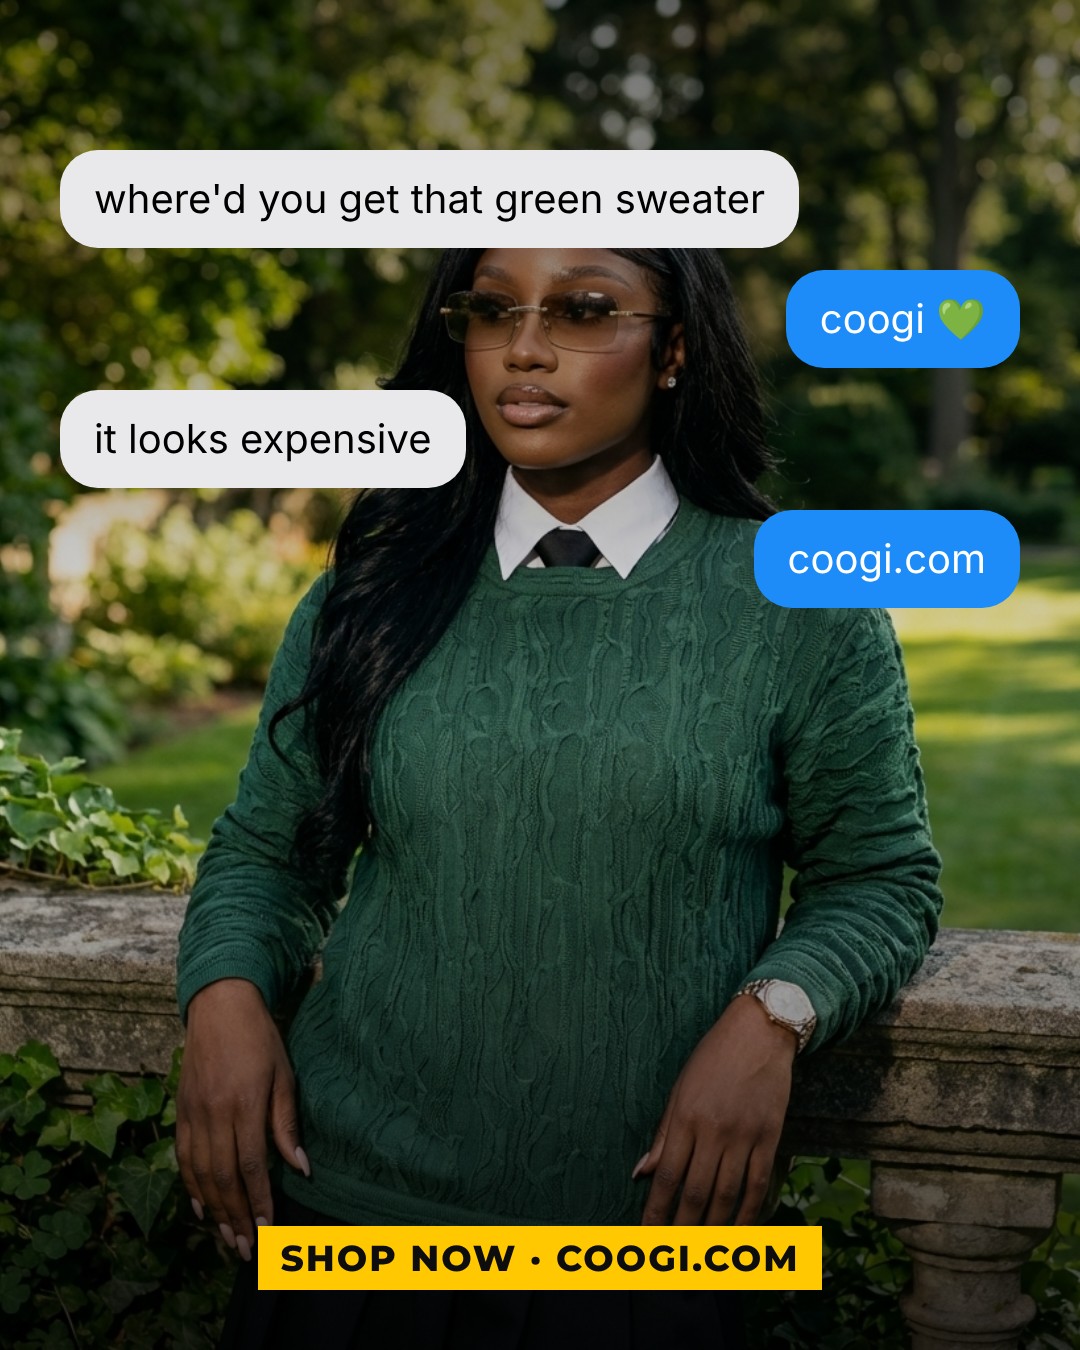 where'd you get that green sweater
coogi 💚
it looks expensive
coogi.com
SHOP NOW · COOGI.COM